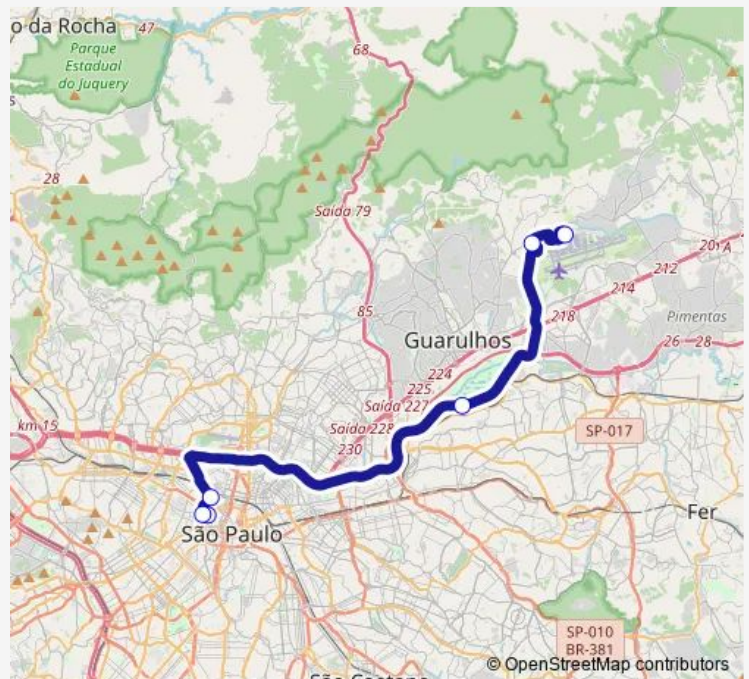 o da Rocha
47
Parque
Estadual
do Juquery
68
28
Saída 79
201 A
212
214
218
Pimentas
85
Guarulhos
26
28
224
225
Saída 227
Saída 228
230
km 15
SP-017
São Paulo
Fer
SP-010
BR-381
© OpenStreetMap contributors